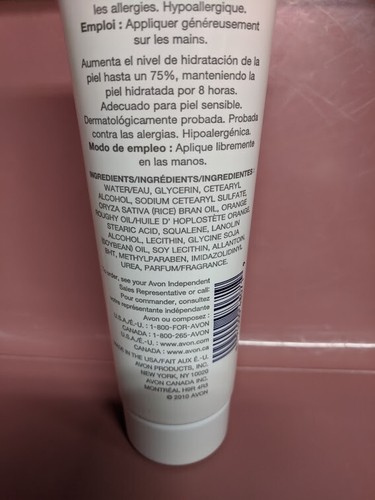 les allergies. Hypoallergique.
Emploi : Appliquer généreusement
sur les mains.
Aumenta el nivel de hidratación de la
piel hasta un 75%, manteniendo la
piel hidratada por 8 horas.
Adecuado para piel sensible.
Dermatológicamente probada. Probada
contra las alergias. Hipoalergénica.
Modo de empleo : Aplique libremente
en las manos.
INGREDIENTS/INGRÉDIENTS/INGREDIENTES:
WATER/EAU, GLYCERIN, CETEARYL
ALCOHOL, SODIUM CETEARYL SULFATE,
ORYZA SATIVA (RICE) BRAN OIL, ORANGE
ROUGHY OIL/HUILE D' HOPLOSTÈTE ORANGE,
STEARIC ACID, SQUALENE, LANOLIN
ALCOHOL, LECITHIN, GLYCINE SOJA
(SOYBEAN) OIL, SOY LECITHIN, ALLANTOIN,
BHT, METHYLPARABEN, IMIDAZOLIDINYL
UREA, PARFUM/FRAGRANCE.
To order, see your Avon Independent
Sales Representative or call:
Pour commander, consultez
votre représentante indépendante
Avon ou composez :
U.S.A./É.-U. : 1-800-FOR-AVON
CANADA : 1-800-265-AVON
U.S.A./É.-U. : www.avon.com
CANADA : www.avon.ca
MADE IN THE USA/FAIT AUX É.-U.
AVON PRODUCTS, INC.
NEW YORK, NY 10020
AVON CANADA INC.
MONTRÉAL H9R 4R3
© 2010 AVON